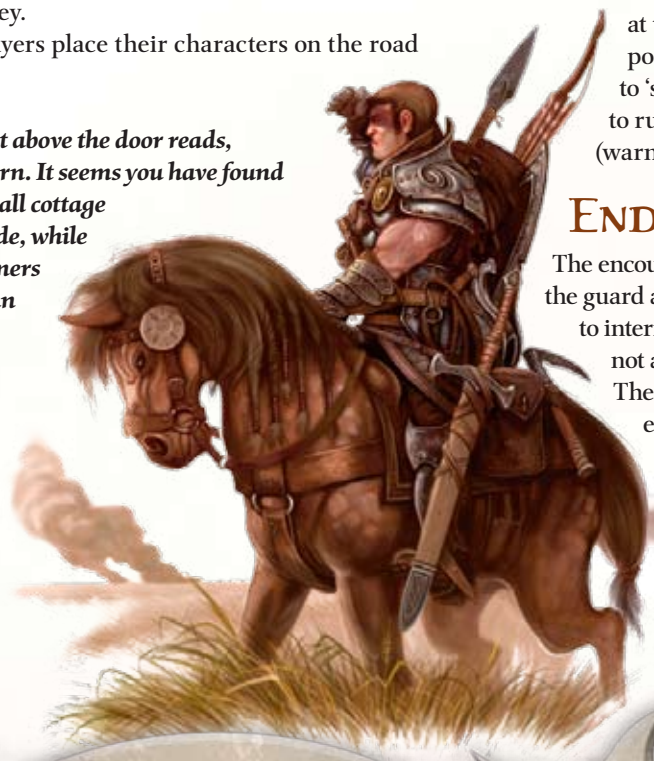 ey.
yers place their characters on the road
t above the door reads,
rn. It seems you have found
all cottage
de, while
ners
n
at
po
to ‘s
to ru
(warn
END
The encou
the guard a
to inter
not a
The
e